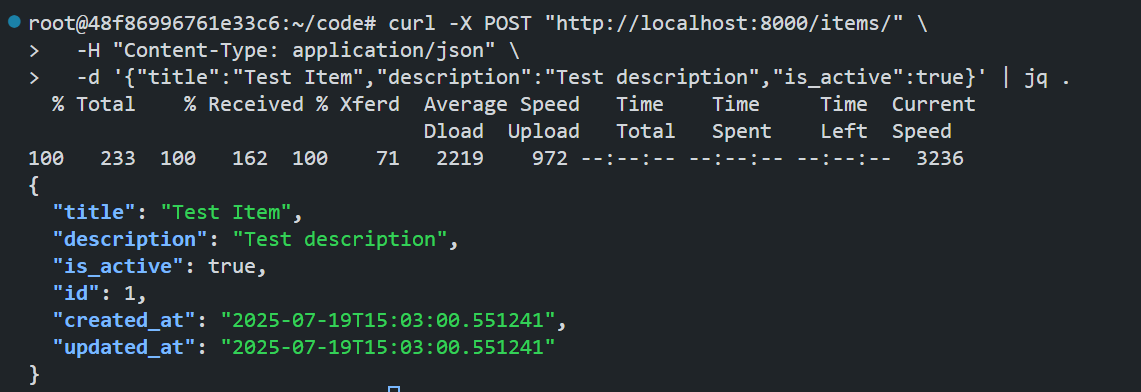 root@48f86996761e33c6:~/code# curl -X POST "http://localhost:8000/items/" \
>   -H "Content-Type: application/json" \
>   -d '{"title":"Test Item","description":"Test description","is_active":true}' | jq .
  % Total    % Received % Xferd  Average Speed   Time    Time     Time  Current
                                 Dload  Upload   Total   Spent    Left  Speed
100   233  100   162  100    71   2219    972 --:--:-- --:--:-- --:--:--  3236
{
  "title": "Test Item",
  "description": "Test description",
  "is_active": true,
  "id": 1,
  "created_at": "2025-07-19T15:03:00.551241",
  "updated_at": "2025-07-19T15:03:00.551241"
}